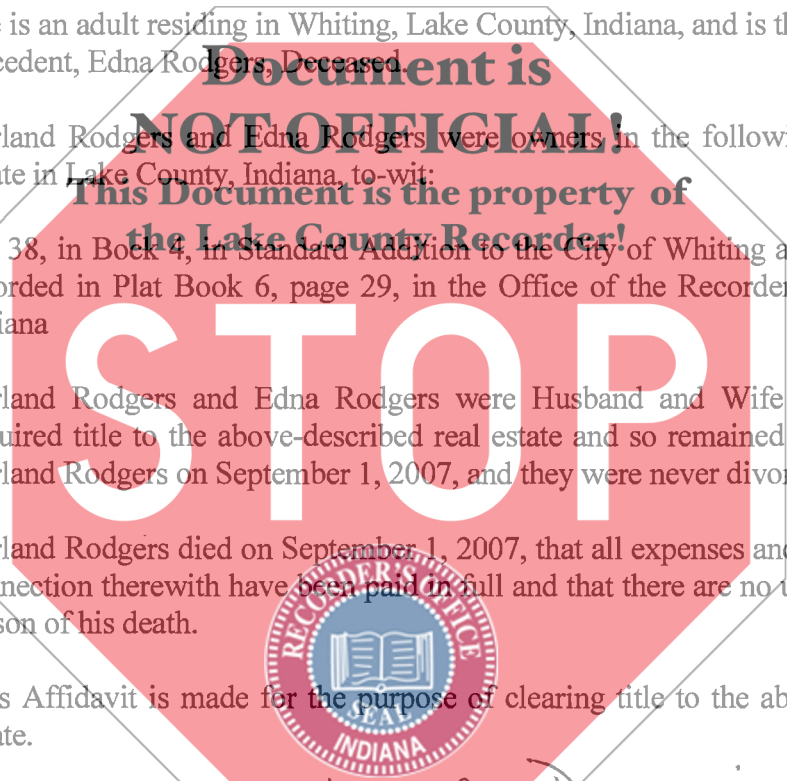 e is an adult residing in Whiting, Lake County, Indiana, and is th
cedent, Edna Rodgers, Deceased.
Document is
NOT OFFICIAL!
rland Rodgers and Edna Rodgers were owners in the followi
te in Lake County, Indiana, to-wit:
This Document is the property of
the Lake County Recorder!
38, in Bock 4, in Standard Addition to the City of Whiting a
orded in Plat Book 6, page 29, in the Office of the Recorder
iana
STOP
rland Rodgers and Edna Rodgers were Husband and Wife
uired title to the above-described real estate and so remained
rland Rodgers on September 1, 2007, and they were never divor
rland Rodgers died on September 1, 2007, that all expenses and
nection therewith have been paid in full and that there are no u
son of his death.
RECORDER'S OFFICE
SEAL
INDIANA
s Affidavit is made for the purpose of clearing title to the ab
te.